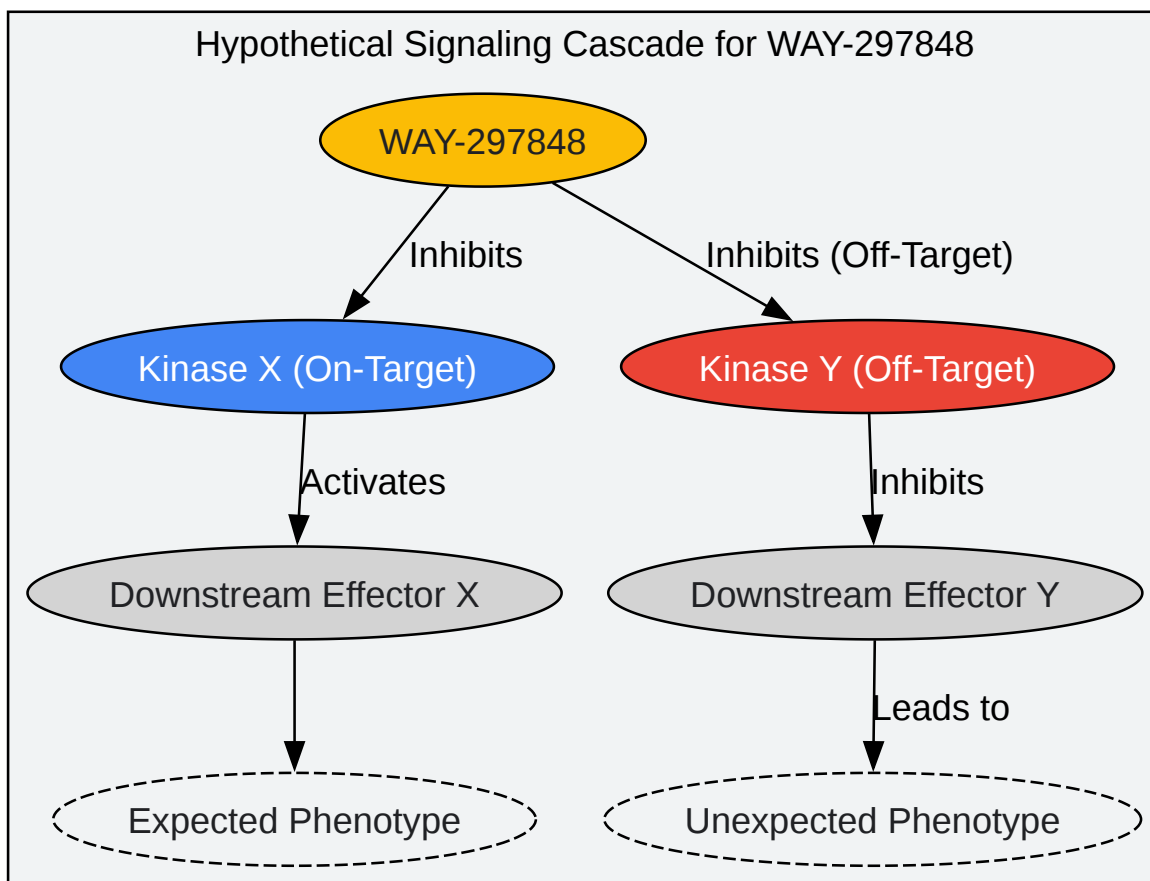 Hypothetical Signaling Cascade for WAY-297848
WAY-297848
Inhibits
Inhibits (Off-Target)
Kinase X (On-Target)
Kinase Y (Off-Target)
Activates
Inhibits
Downstream Effector X
Downstream Effector Y
Leads to
Expected Phenotype
Unexpected Phenotype